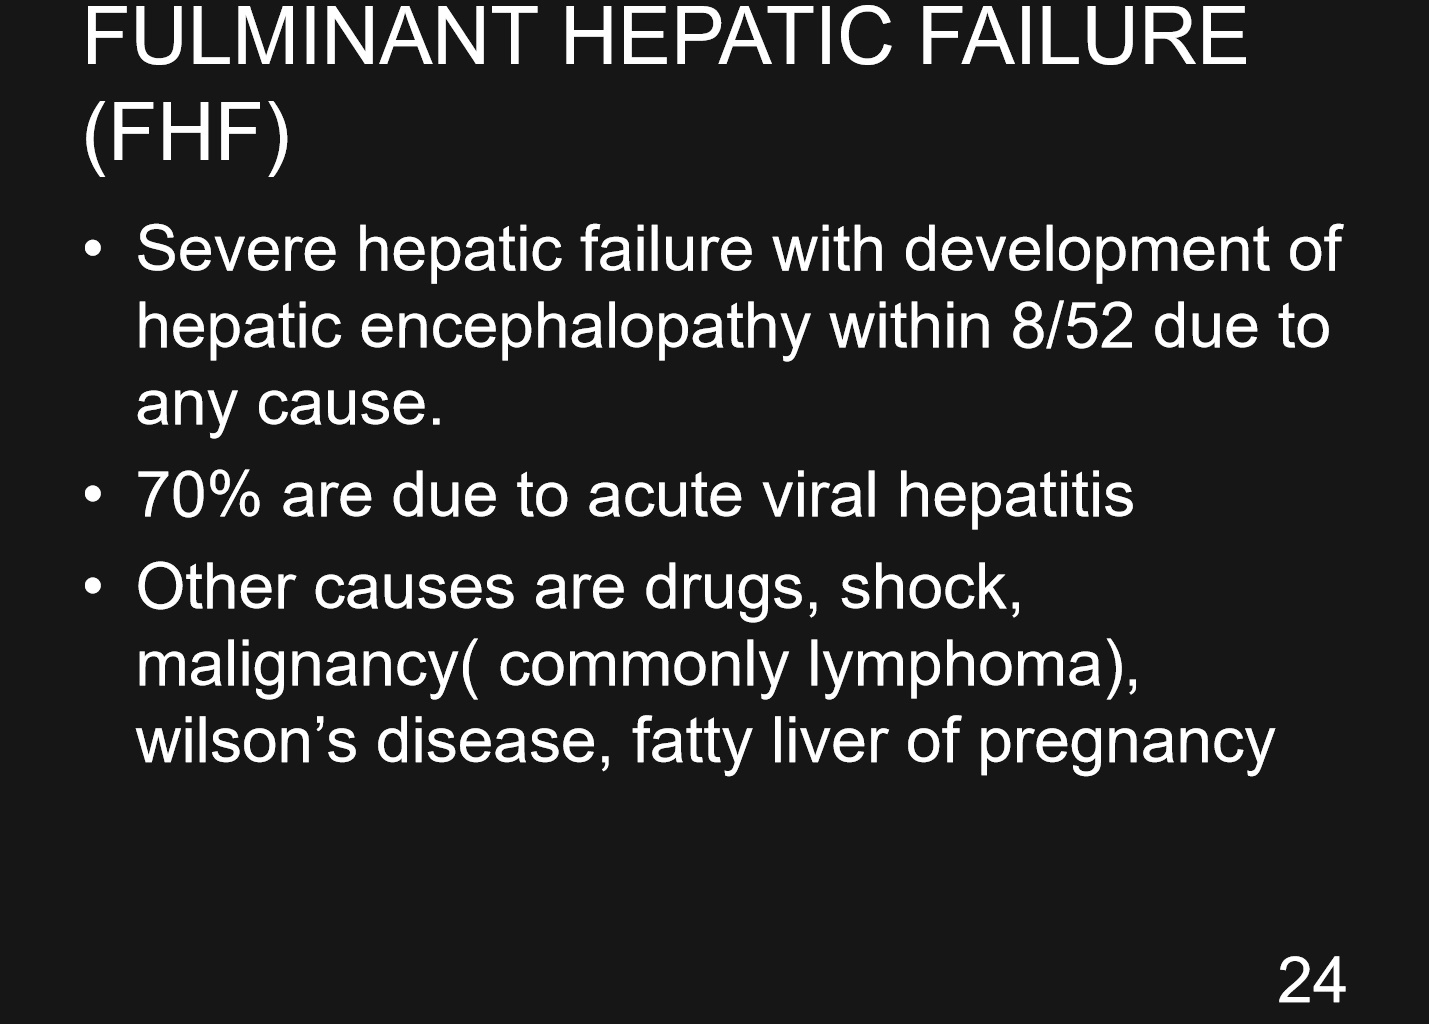 FULMINANT HEPATIC FAILURE
(FHF)
• Severe hepatic failure with development of
hepatic encephalopathy within 8/52 due to
any cause.
• 70% are due to acute viral hepatitis
• Other causes are drugs, shock,
malignancy( commonly lymphoma),
wilson’s disease, fatty liver of pregnancy
24